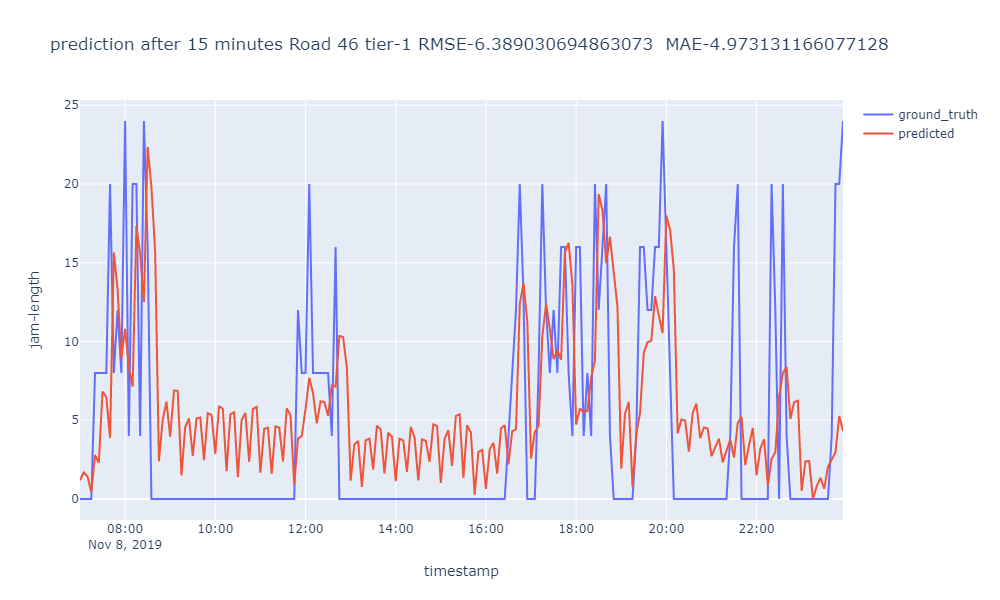 prediction after 15 minutes Road 46 tier-1 RMSE-6.389030694863073  MAE-4.973131166077128
ground_truth
predicted
25
20
15
10
5
0
jam-length
08:00 10:00 12:00 14:00 16:00 18:00 20:00 22:00
Nov 8, 2019
timestamp